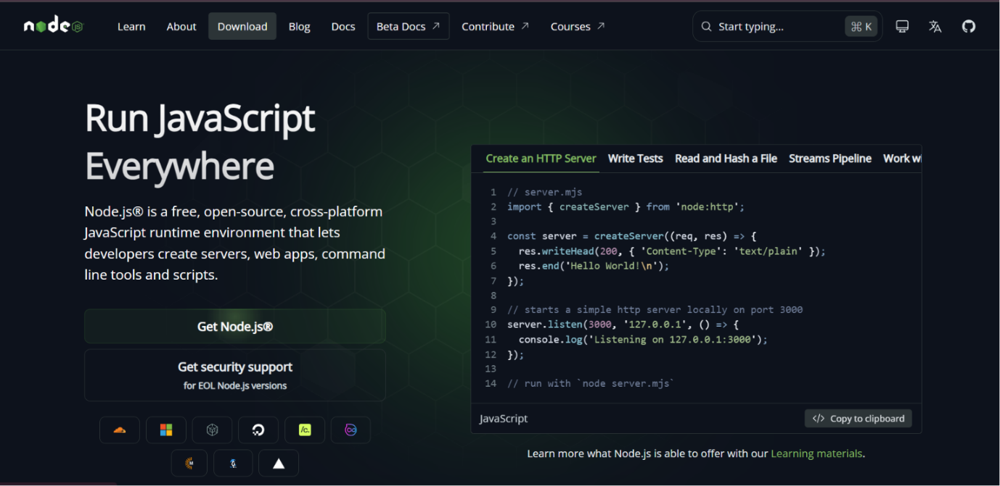 node JS
Learn About Download Blog Docs Beta Docs ↗ Contribute ↗ Courses ↗ Start typing... ⌘ K
Run JavaScript
Everywhere
Node.js® is a free, open-source, cross-platform
JavaScript runtime environment that lets
developers create servers, web apps, command
line tools and scripts.
Get Node.js®
Get security support
for EOL Node.js versions
/c.
M
Create an HTTP Server Write Tests Read and Hash a File Streams Pipeline Work wi
1 // server.mjs
2 import { createServer } from 'node:http';
3
4 const server = createServer((req, res) => {
5   res.writeHead(200, { 'Content-Type': 'text/plain' });
6   res.end('Hello World!\n');
7 });
8
9 // starts a simple http server locally on port 3000
10 server.listen(3000, '127.0.0.1', () => {
11   console.log('Listening on 127.0.0.1:3000');
12 });
13
14 // run with `node server.mjs`
JavaScript </> Copy to clipboard
Learn more what Node.js is able to offer with our Learning materials.